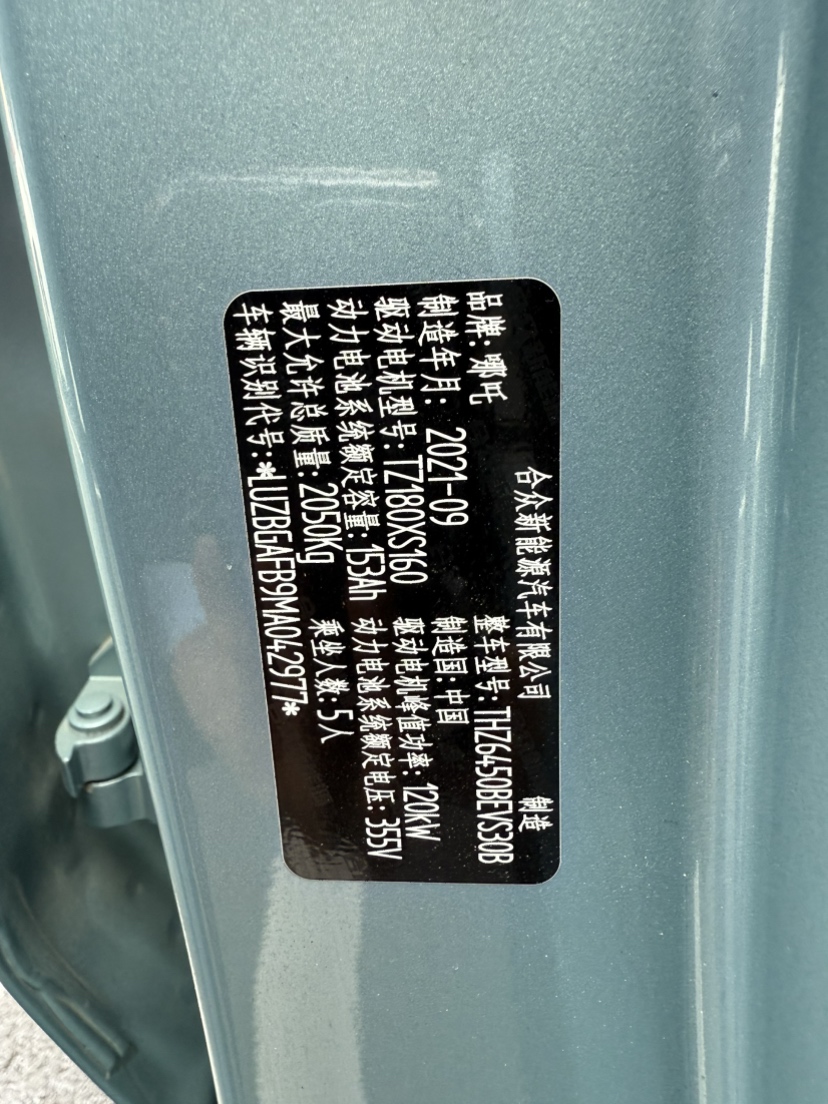 合众新能源汽车有限公司 制造
品牌:哪吒 整车型号:THZ6450BEVS30B
制造年月: 2021-09 制造国:中国
驱动电机型号:TZ180XS160 驱动电机峰值功率: 120kW
动力电池系统额定容量:153Ah 动力电池系统额定电压: 355V
最大允许总质量:2050Kg 乘坐人数:5人
车辆识别代号:*LUZBGAFB9MA042977*